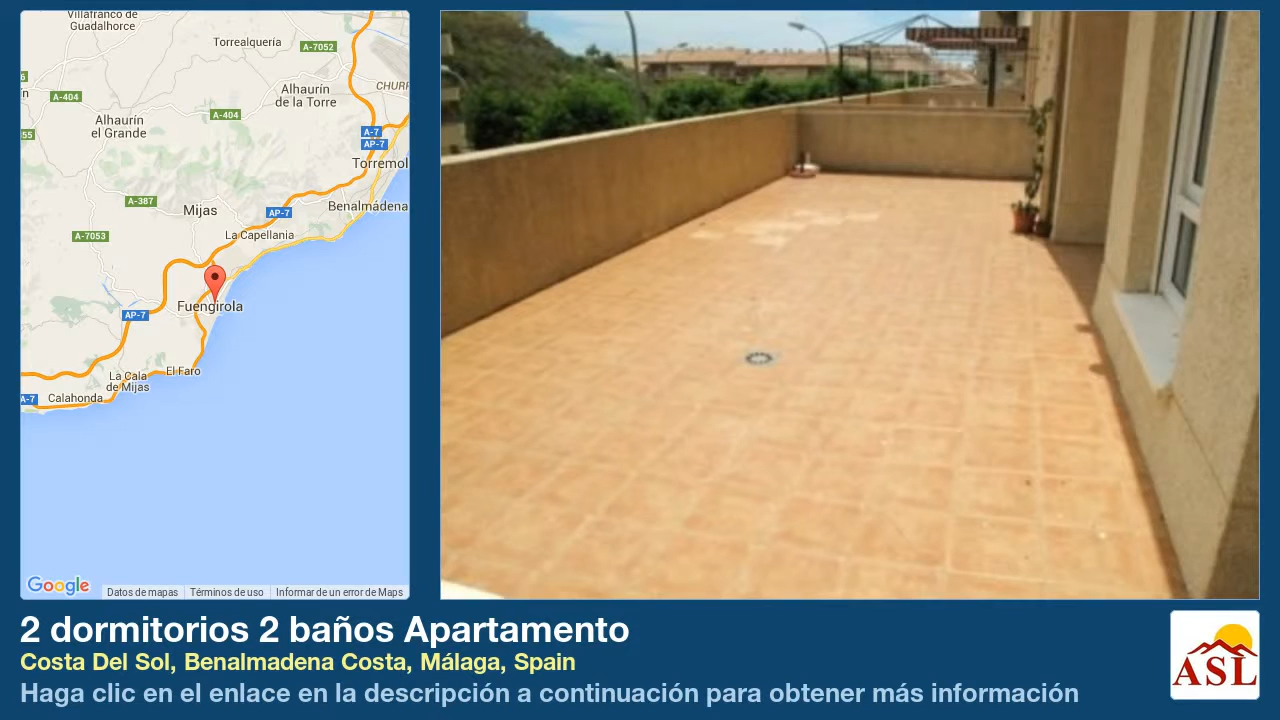 Villafranco de
Guadalhorce
Torrealquería
A-7052
A-404
Alhaurín
de la Torre
CHURR
A-404
Alhaurín
el Grande
A-7
AP-7
Torremol
A-387
Mijas
AP-7
Benalmádena
A-7053
La Capellania
Fuengirola
AP-7
El Faro
La Cala
de Mijas
A-7
Calahonda
Google
Datos de mapas
Términos de uso
Informar de un error de Maps
2 dormitorios 2 baños Apartamento
Costa Del Sol, Benalmadena Costa, Málaga, Spain
Haga clic en el enlace en la descripción a continuación para obtener más información
ASL